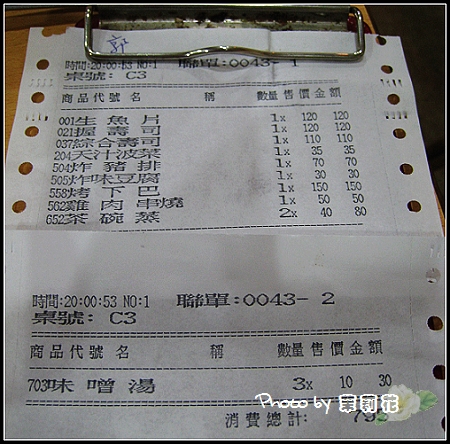 時間:20:00:53 NO:1 聯單:0043- 1
桌號: C3
商品代號 名 稱 數量 售價 金額
001生魚片 1x 120 120
021握壽司 1x 120 120
037綜合壽司 1x 110 110
204天汁波菜 1x 35 35
504炸豬排 1x 70 70
505炸味豆腐 1x 30 30
558烤下巴 1x 150 150
562雞肉串燒 1x 50 50
652茶碗蒸 2x 40 80
時間:20:00:53 NO:1 聯單:0043- 2
桌號: C3
商品代號 名 稱 數量 售價 金額
703味噌湯 3x 10 30
消費總計:
Photo by